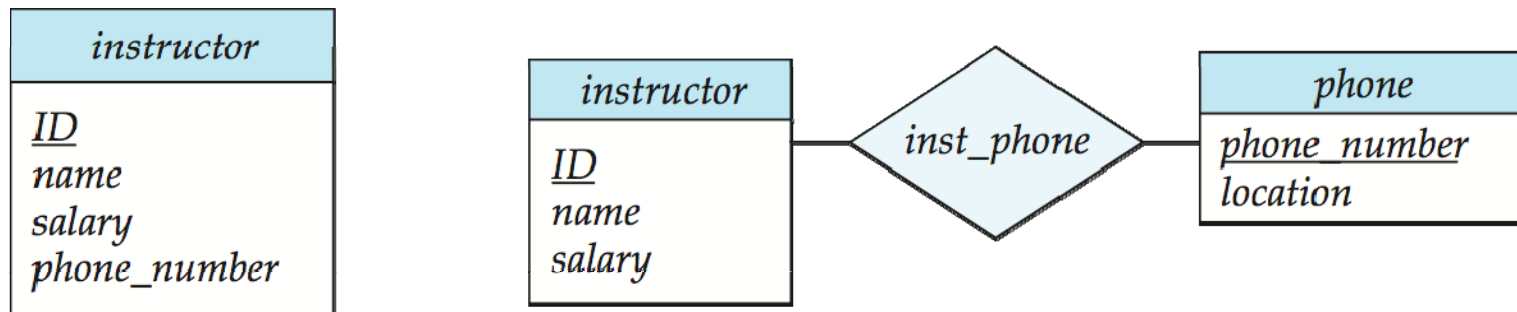 instructor
ID
name
salary
phone_number
instructor
ID
name
salary
inst_phone
phone
phone_number
location